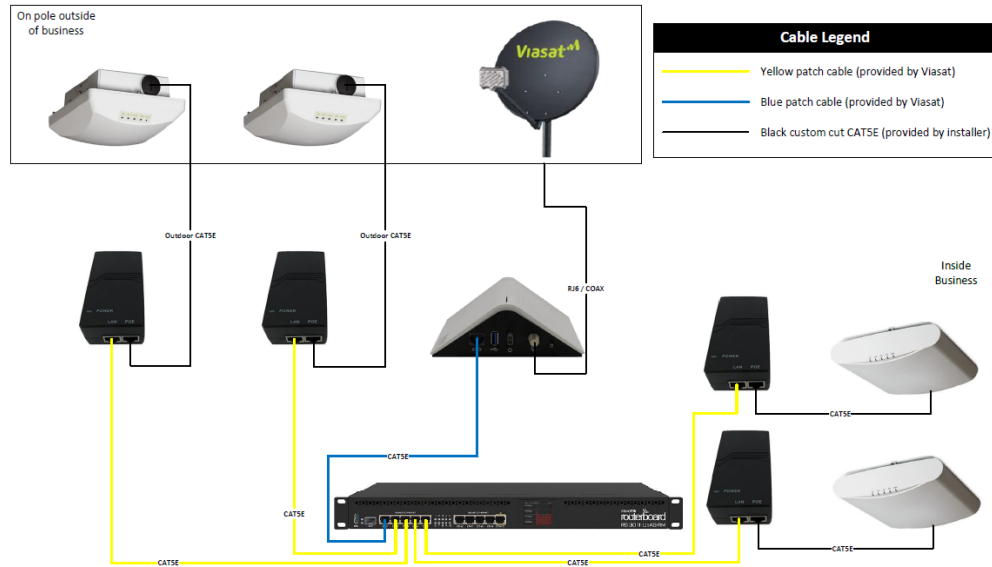 On pole outside
of business
Viasat
Cable Legend
Yellow patch cable (provided by Viasat)
Blue patch cable (provided by Viasat)
Black custom cut CAT5E (provided by installer)
Outdoor CAT5E
Outdoor CAT5E
RJ6 / COAX
Inside
Business
POWER
LAN POE
POWER
LAN POE
POWER
LAN POE
CAT5E
POWER
LAN POE
CAT5E
CAT5E
CAT5E
CAT5E
CAT5E
CAT5E
routerboard